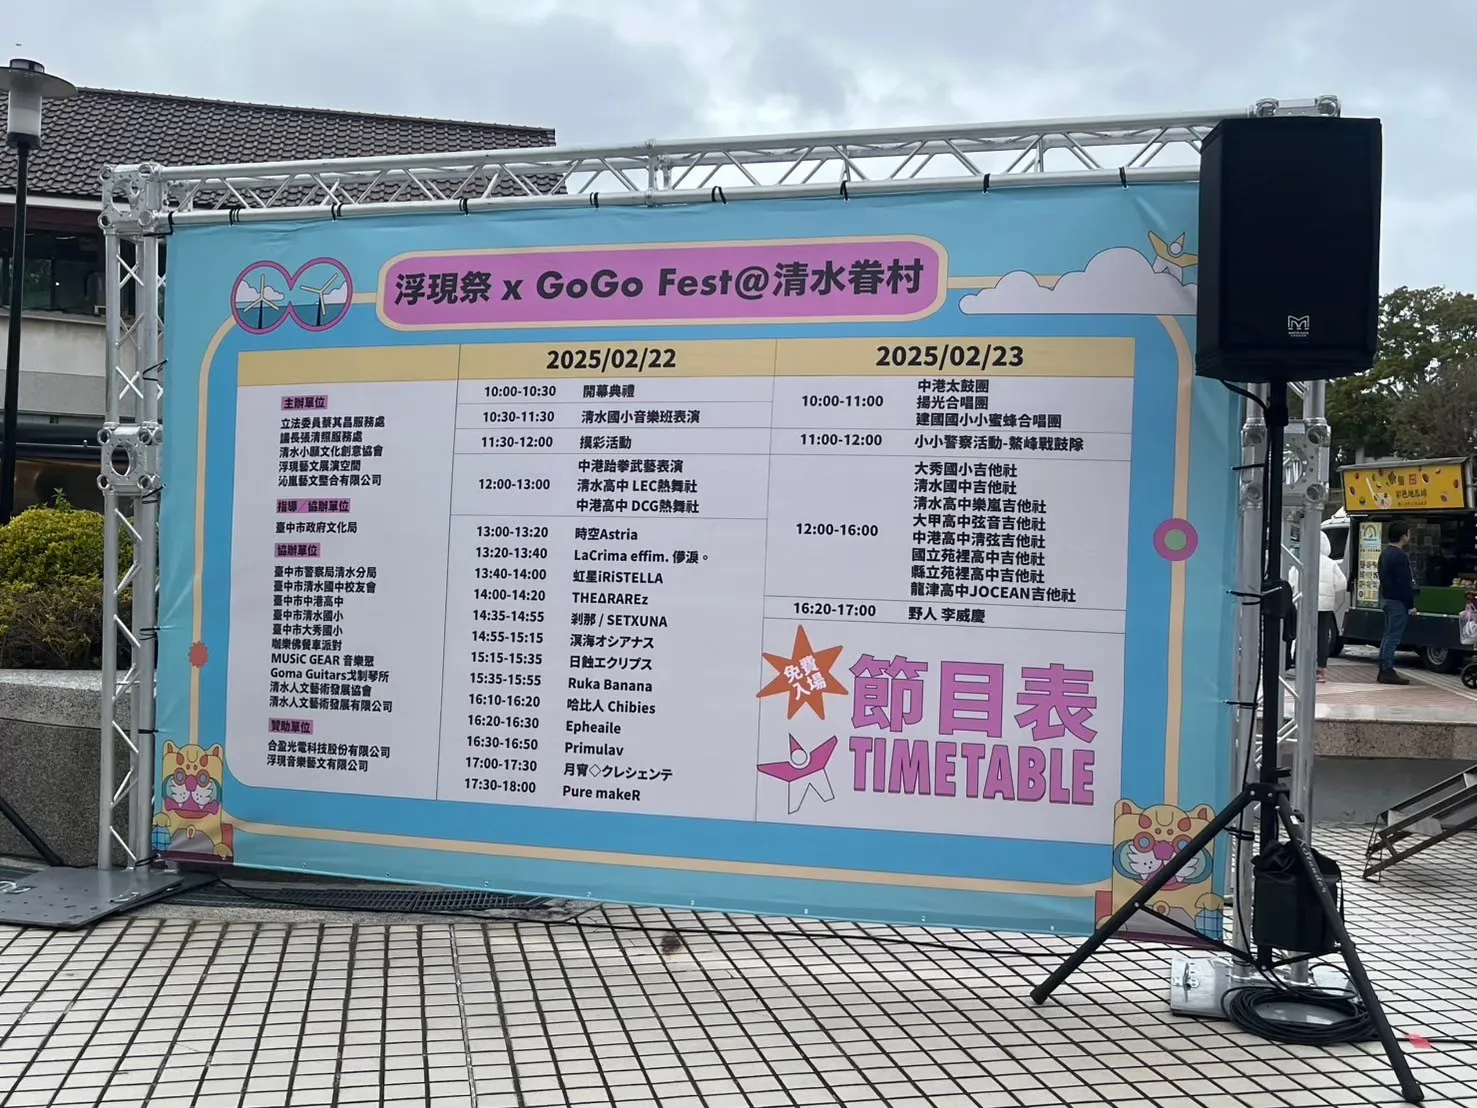 浮現祭 x GoGo Fest@清水眷村
主辦單位
立法委員蔡其昌服務處
議長張清照服務處
清水小願文化創意協會
浮現藝文展演空間
沁嵐藝文整合有限公司
指導／協辦單位
臺中市政府文化局
協辦單位
臺中市警察局清水分局
臺中市清水國中校友會
臺中市中港高中
臺中市清水國小
臺中市大秀國小
咖樂佛餐車派對
MUSiC GEAR 音樂聚
Goma Guitars戈制琴所
清水人文藝術發展協會
清水人文藝術發展有限公司
贊助單位
合盈光電科技股份有限公司
浮現音樂藝文有限公司
2025/02/22
10:00-10:30 開幕典禮
10:30-11:30 清水國小音樂班表演
11:30-12:00 摸彩活動
12:00-13:00
中港跆拳武藝表演
清水高中 LEC熱舞社
中港高中 DCG熱舞社
13:00-13:20 時空Astria
13:20-13:40 LaCrima effim. 儚淚。
13:40-14:00 虹星iRiSTELLA
14:00-14:20 THEΔRAREz
14:35-14:55 剎那 / SETXUNA
14:55-15:15 溟海オシアナス
15:15-15:35 日蝕エクリプス
15:35-15:55 Ruka Banana
16:10-16:20 哈比人 Chibies
16:20-16:30 Epheaile
16:30-16:50 Primulav
17:00-17:30 月宵◇クレシェンテ
17:30-18:00 Pure makeR
2025/02/23
10:00-11:00
中港太鼓團
揚光合唱團
建國國小小蜜蜂合唱團
11:00-12:00 小小警察活動-鰲峰戰鼓隊
12:00-16:00
大秀國小吉他社
清水國中吉他社
清水高中樂嵐吉他社
大甲高中弦音吉他社
中港高中清弦吉他社
國立苑裡高中吉他社
縣立苑裡高中吉他社
龍津高中JOCEAN吉他社
16:20-17:00 野人 李威慶
免費
入場
節目表
TIMETABLE